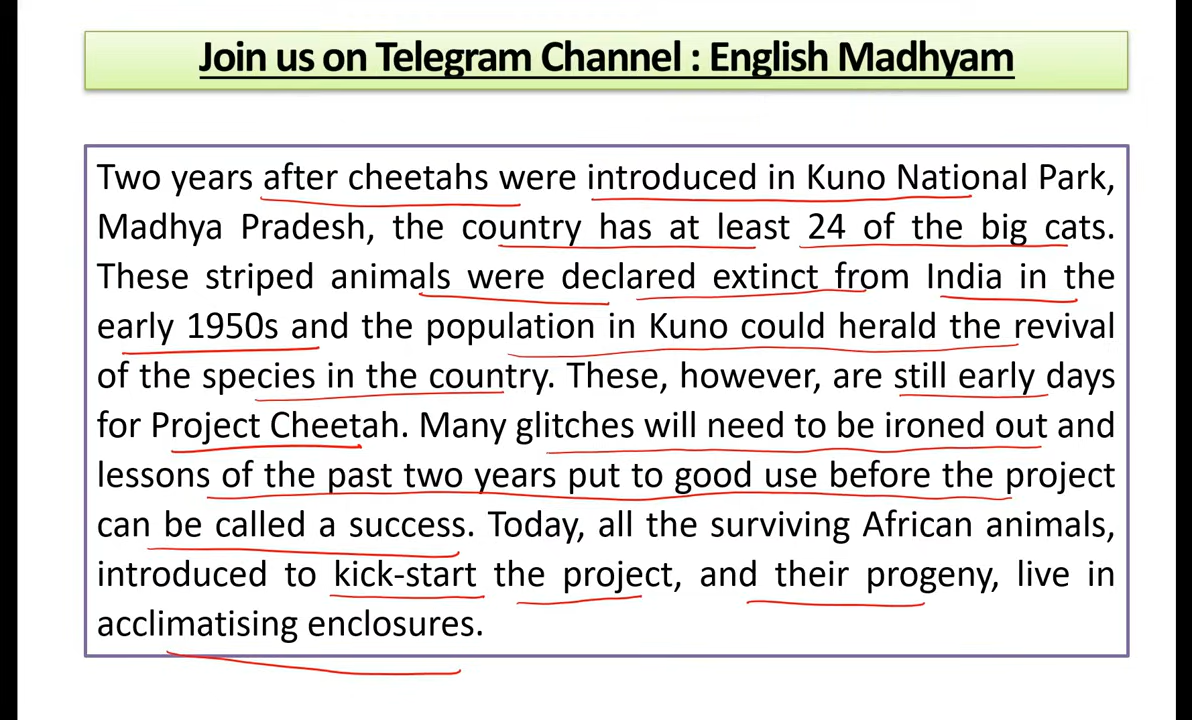 Join us on Telegram Channel : English Madhyam
Two years after cheetahs were introduced in Kuno National Park,
Madhya Pradesh, the country has at least 24 of the big cats.
These striped animals were declared extinct from India in the
early 1950s and the population in Kuno could herald the revival
of the species in the country. These, however, are still early days
for Project Cheetah. Many glitches will need to be ironed out and
lessons of the past two years put to good use before the project
can be called a success. Today, all the surviving African animals,
introduced to kick-start the project, and their progeny, live in
acclimatising enclosures.